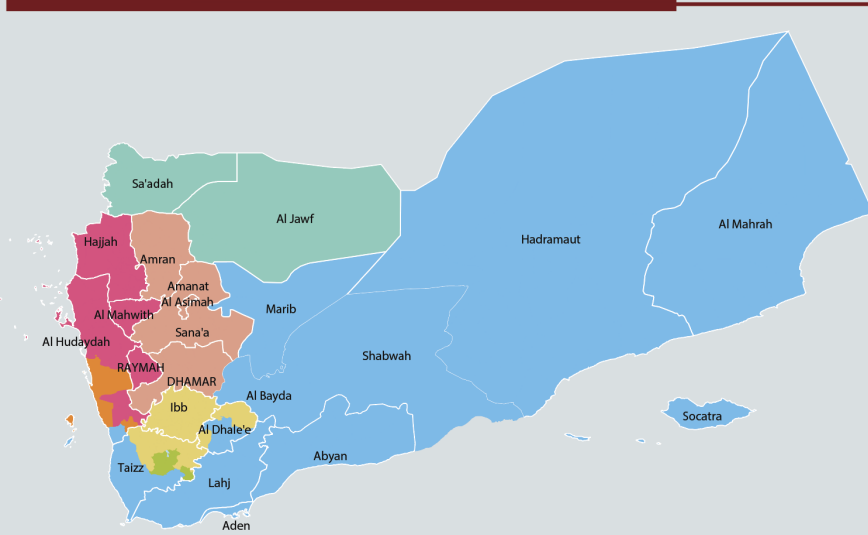 Sa'adah
Al Jawf
Hadramaut
Al Mahrah
Hajjah
Amran
Amanat
Al Asimah
Marib
Al Mahwith
Sana'a
Al Hudaydah
Shabwah
RAYMAH
DHAMAR
Al Bayda
Ibb
Socatra
Al Dhale'e
Abyan
Taizz
Lahj
Aden